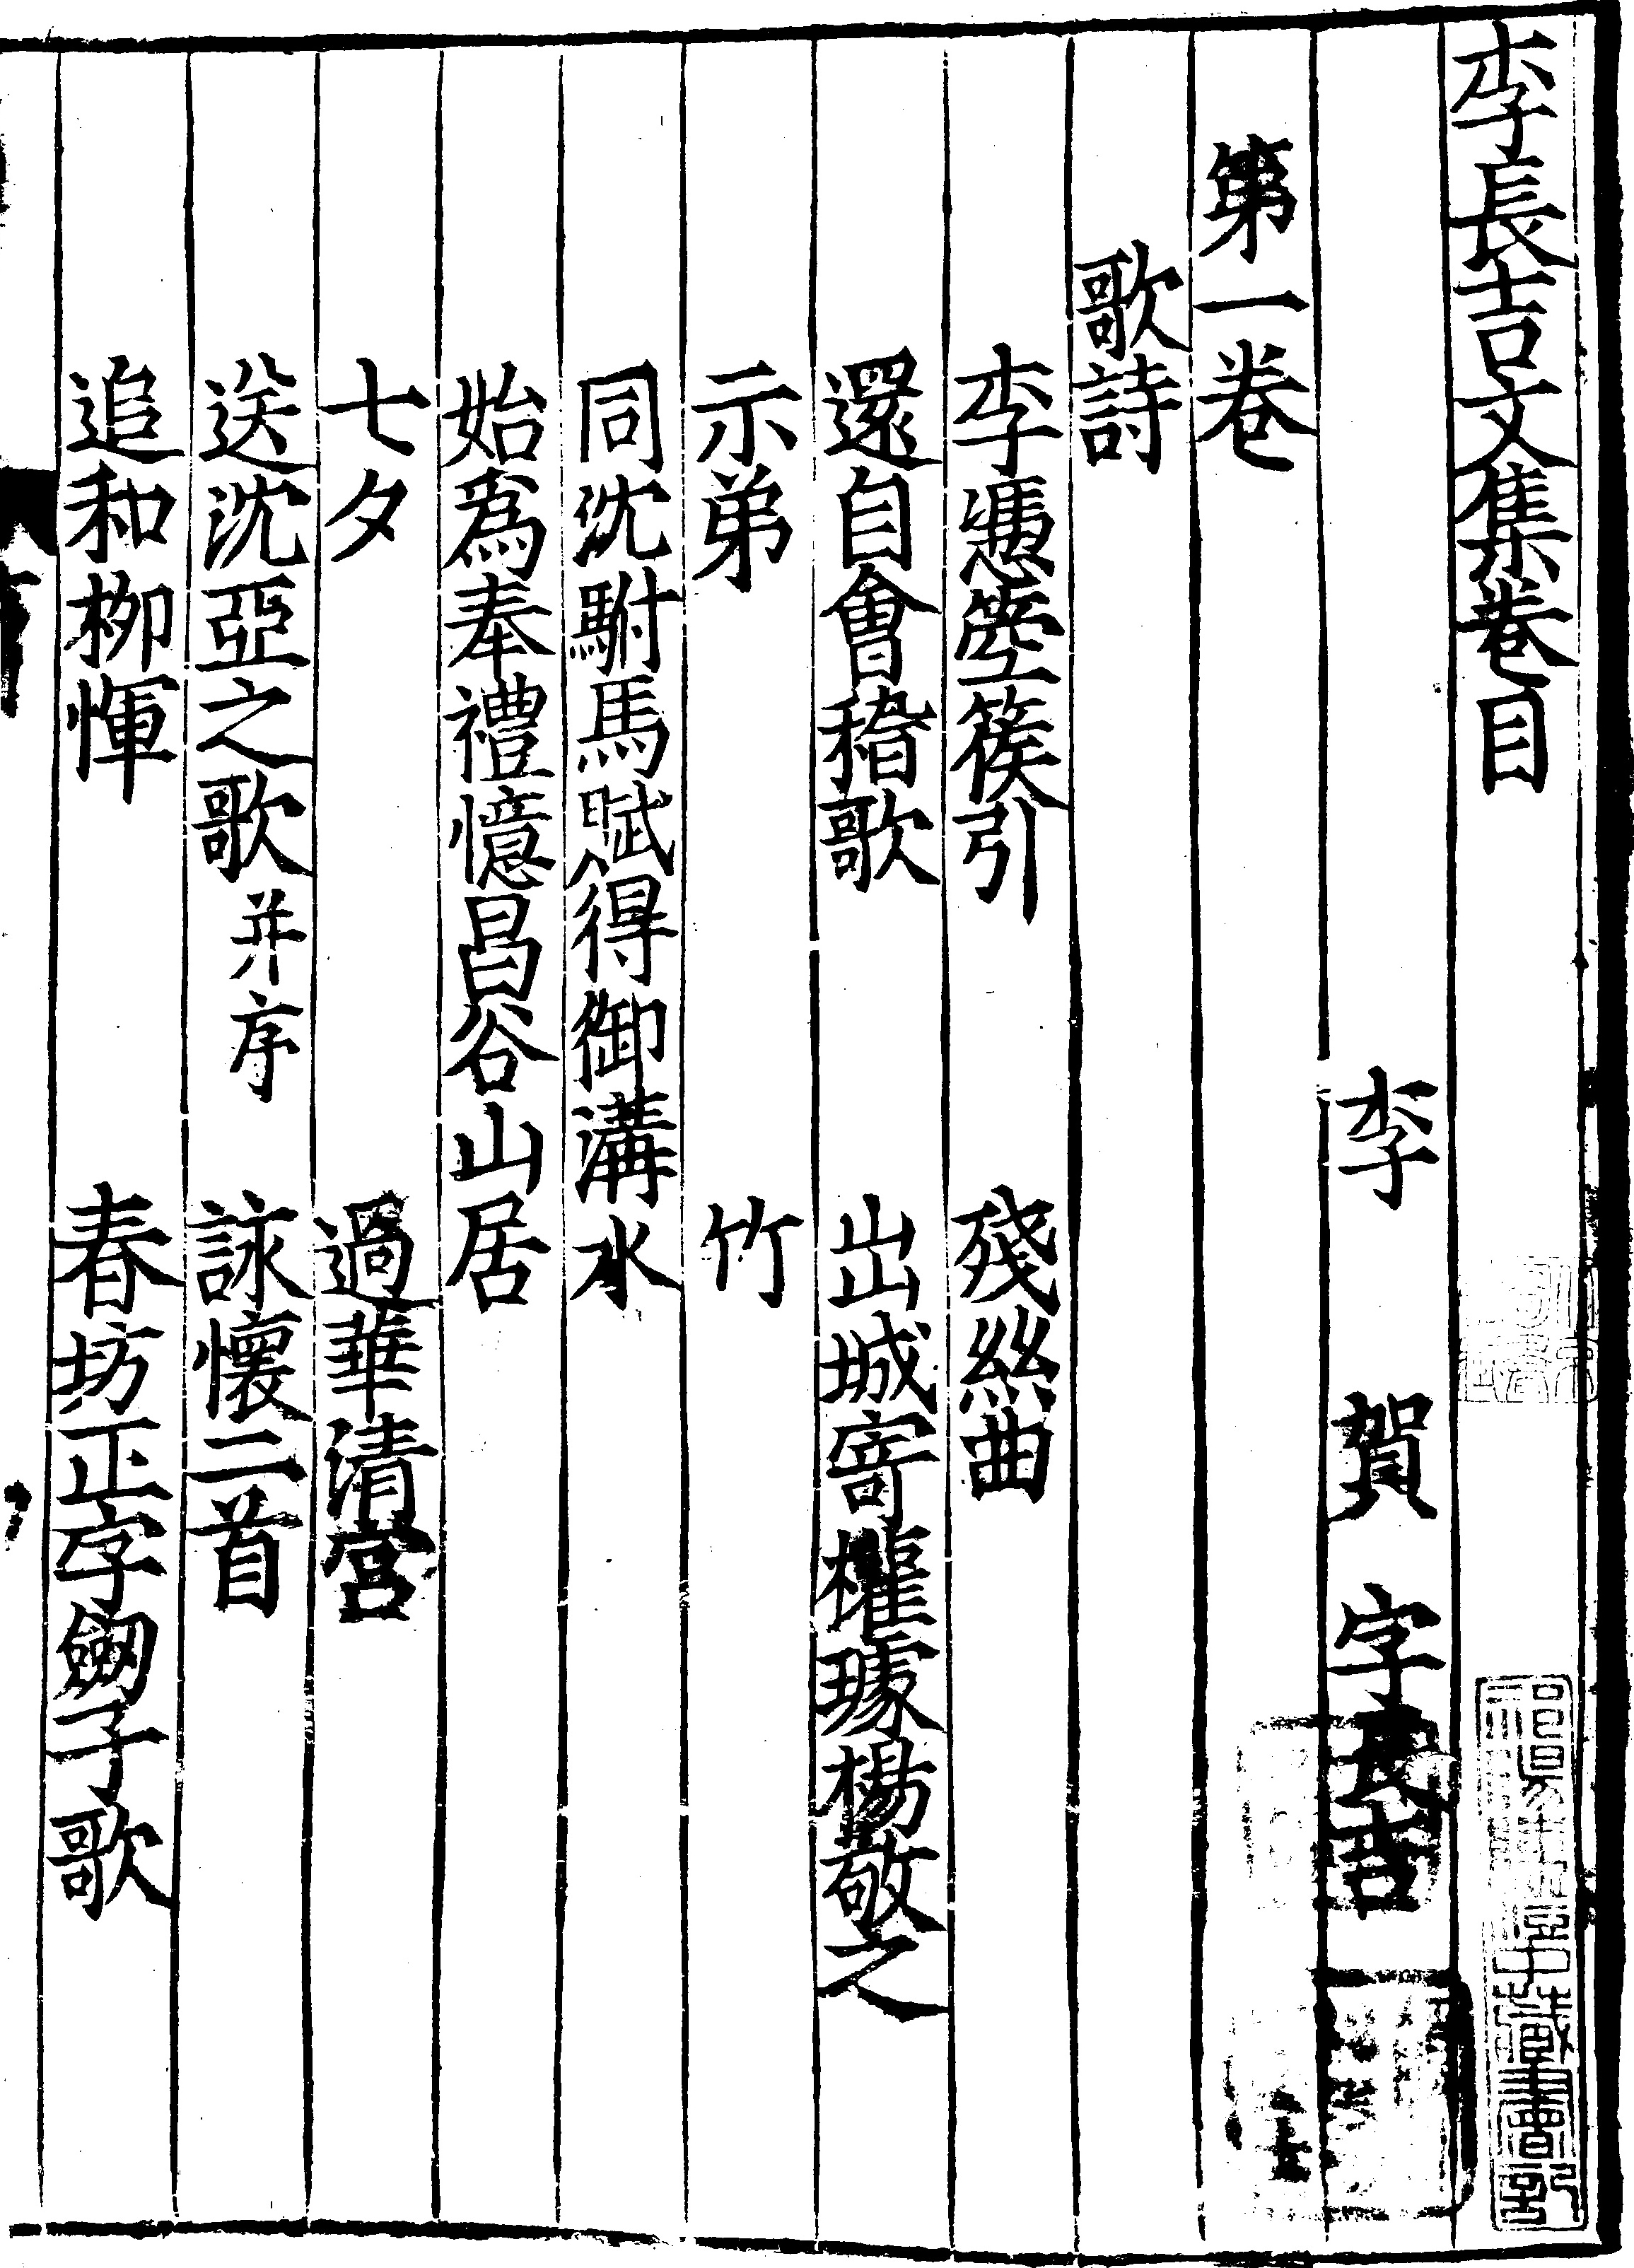 李長吉文集卷目
李 賀 字長吉
第一卷
歌詩
李憑箜篌引 殘絲曲
還自會稽歌 出城寄權璩楊敬之
示弟 竹
同沈駙馬賦得御溝水
始爲奉禮憶昌谷山居
七夕 過華清宮
送沈亞之歌并序 詠懷二首
追和柳惲 春坊正字劒子歌